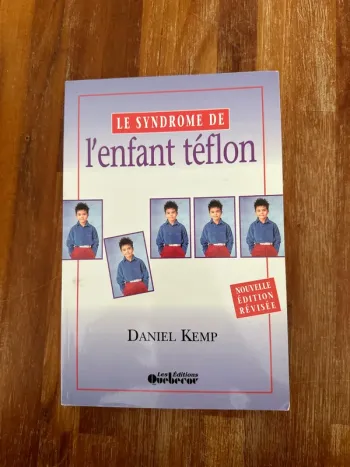 LE SYNDROME DE
l'enfant téflon
NOUVELLE
ÉDITION
RÉVISÉE
DANIEL KEMP
Les Éditions
Quebecor